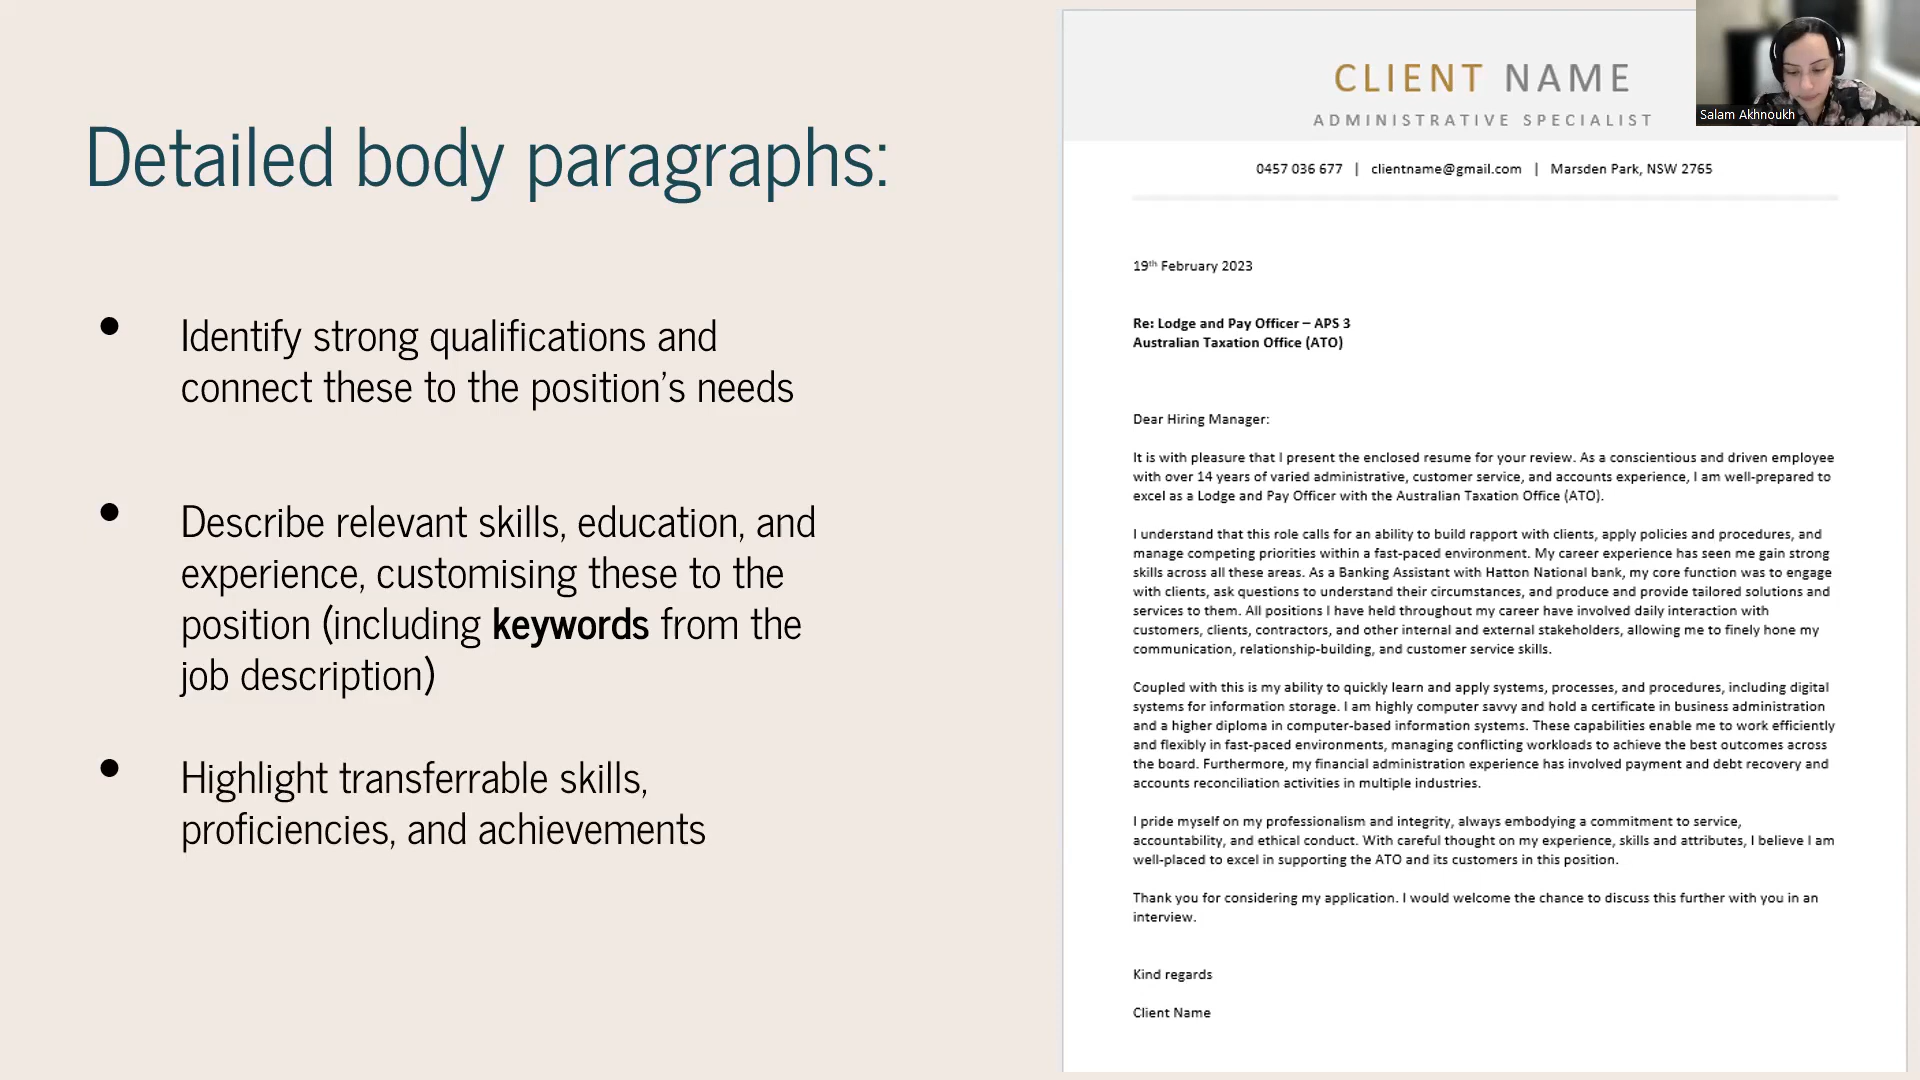 Detailed body paragraphs:
• Identify strong qualifications and
connect these to the position’s needs
• Describe relevant skills, education, and
experience, customising these to the
position (including keywords from the
job description)
• Highlight transferrable skills,
proficiencies, and achievements
CLIENT NAME
ADMINISTRATIVE SPECIALIST
0457 036 677 | clientname@gmail.com | Marsden Park, NSW 2765
19th February 2023
Re: Lodge and Pay Officer – APS 3
Australian Taxation Office (ATO)
Dear Hiring Manager:
It is with pleasure that I present the enclosed resume for your review. As a conscientious and driven employee
with over 14 years of varied administrative, customer service, and accounts experience, I am well-prepared to
excel as a Lodge and Pay Officer with the Australian Taxation Office (ATO).
I understand that this role calls for an ability to build rapport with clients, apply policies and procedures, and
manage competing priorities within a fast-paced environment. My career experience has seen me gain strong
skills across all these areas. As a Banking Assistant with Hatton National bank, my core function was to engage
with clients, ask questions to understand their circumstances, and produce and provide tailored solutions and
services to them. All positions I have held throughout my career have involved daily interaction with
customers, clients, contractors, and other internal and external stakeholders, allowing me to finely hone my
communication, relationship-building, and customer service skills.
Coupled with this is my ability to quickly learn and apply systems, processes, and procedures, including digital
systems for information storage. I am highly computer savvy and hold a certificate in business administration
and a higher diploma in computer-based information systems. These capabilities enable me to work efficiently
and flexibly in fast-paced environments, managing conflicting workloads to achieve the best outcomes across
the board. Furthermore, my financial administration experience has involved payment and debt recovery and
accounts reconciliation activities in multiple industries.
I pride myself on my professionalism and integrity, always embodying a commitment to service,
accountability, and ethical conduct. With careful thought on my experience, skills and attributes, I believe I am
well-placed to excel in supporting the ATO and its customers in this position.
Thank you for considering my application. I would welcome the chance to discuss this further with you in an
interview.
Kind regards
Client Name
Salam Akhnoukh